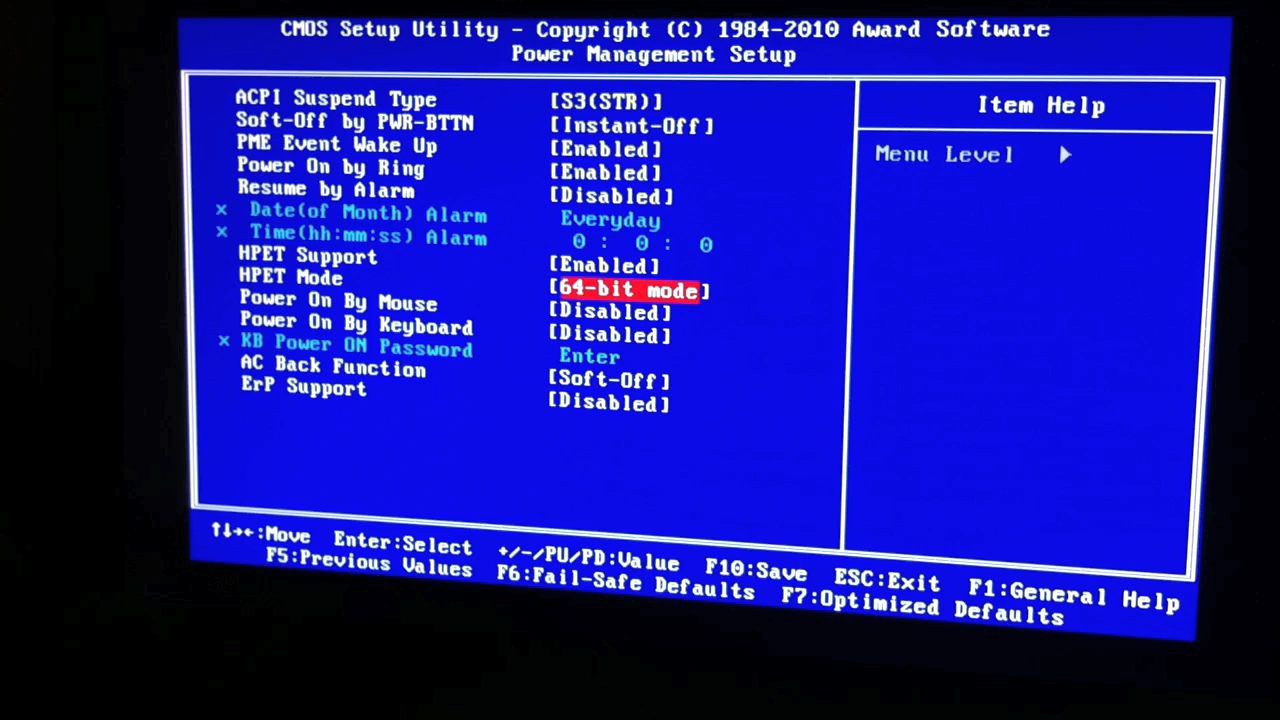 CMOS Setup Utility - Copyright (C) 1984-2010 Award Software
Power Management Setup
ACPI Suspend Type [S3(STR)]
Soft-Off by PWR-BTTN [Instant-Off]
PME Event Wake Up [Enabled]
Power On by Ring [Enabled]
Resume by Alarm [Disabled]
x Date(of Month) Alarm Everyday
x Time(hh:mm:ss) Alarm 0 : 0 : 0
HPET Support [Enabled]
HPET Mode [64-bit mode]
Power On By Mouse [Disabled]
Power On By Keyboard [Disabled]
x KB Power ON Password Enter
AC Back Function [Soft-Off]
ErP Support [Disabled]
Item Help
Menu Level ▶
↑↓→←:Move Enter:Select +/-/PU/PD:Value F10:Save ESC:Exit F1:General Help
F5:Previous Values F6:Fail-Safe Defaults F7:Optimized Defaults